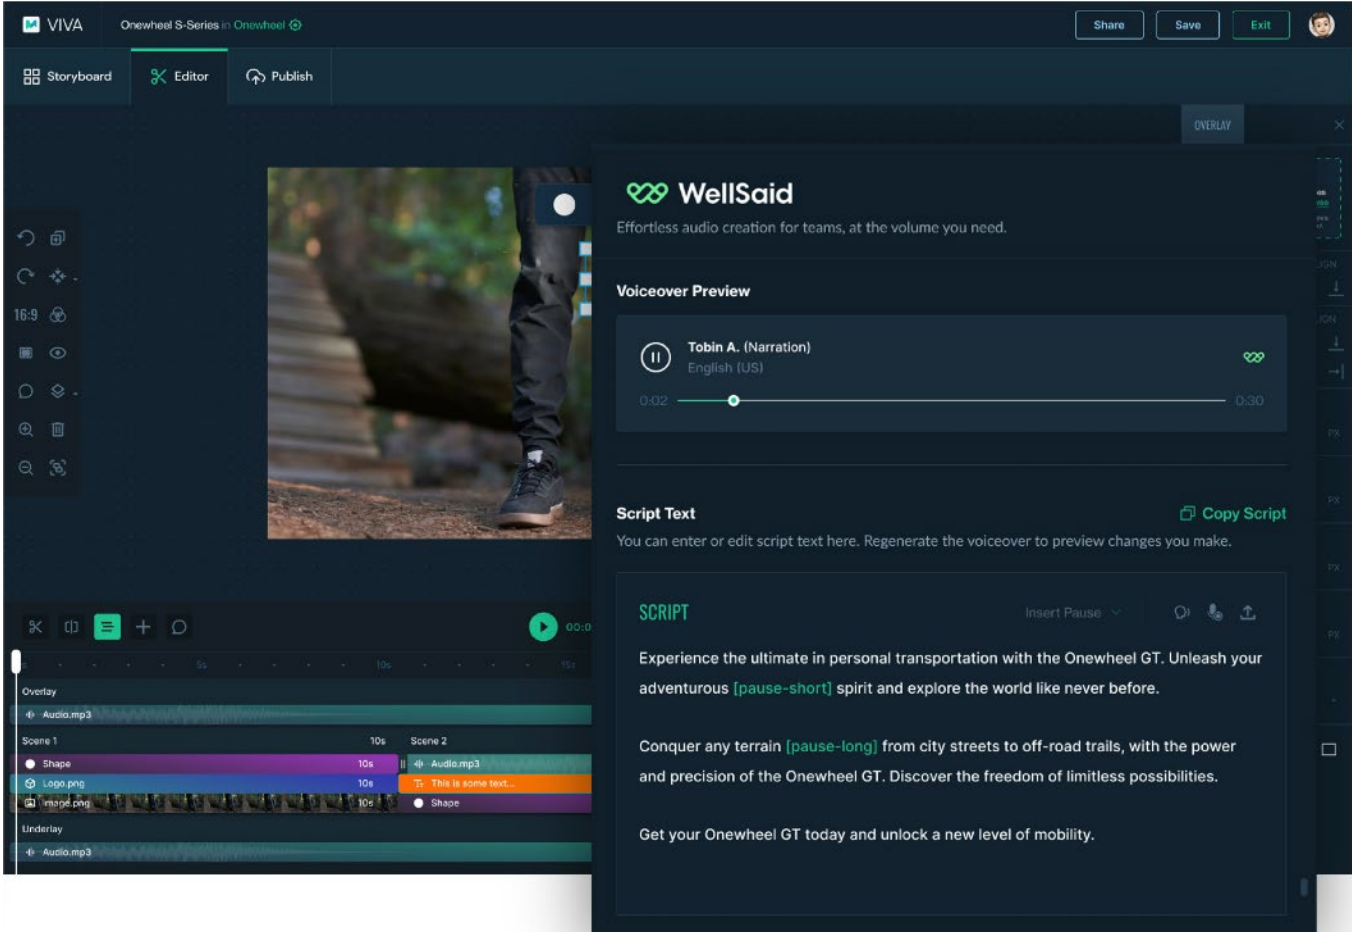 VIVA
Onewheel S-Series in Onewheel
Share
Save
Exit
Storyboard
Editor
Publish
OVERLAY
WellSaid
Effortless audio creation for teams, at the volume you need.
16:9
Voiceover Preview
Tobin A. (Narration)
English (US)
0:02
0:30
PX
Script Text
Copy Script
You can enter or edit script text here. Regenerate the voiceover to preview changes you make.
PX
PX
SCRIPT
Insert Pause
PX
Experience the ultimate in personal transportation with the Onewheel GT. Unleash your
adventurous [pause-short] spirit and explore the world like never before.
Conquer any terrain [pause-long] from city streets to off-road trails, with the power
and precision of the Onewheel GT. Discover the freedom of limitless possibilities.
Get your Onewheel GT today and unlock a new level of mobility.
00:0
5s
10s
15s
Overlay
Audio.mp3
Scene 1
10s
Scene 2
Shape
10s
Audio.mp3
Logo.png
10s
This is some text...
Image.png
10s
Shape
Underlay
Audio.mp3